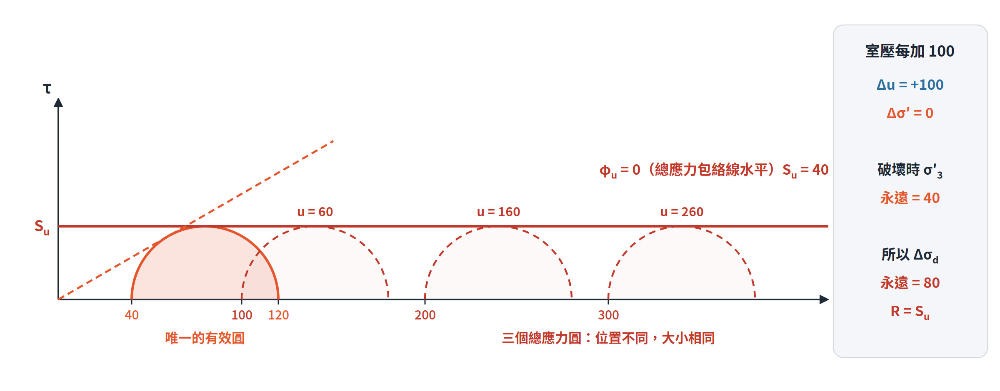 τ
ϕu = 0（總應力包絡線水平）Su = 40
u = 60
u = 160
u = 260
Su
40
100
120
200
300
唯一的有效圓
三個總應力圓：位置不同，大小相同
室壓每加 100
Δu = +100
Δσ′ = 0
破壞時 σ′3
永遠 = 40
所以 Δσd
永遠 = 80
R = Su